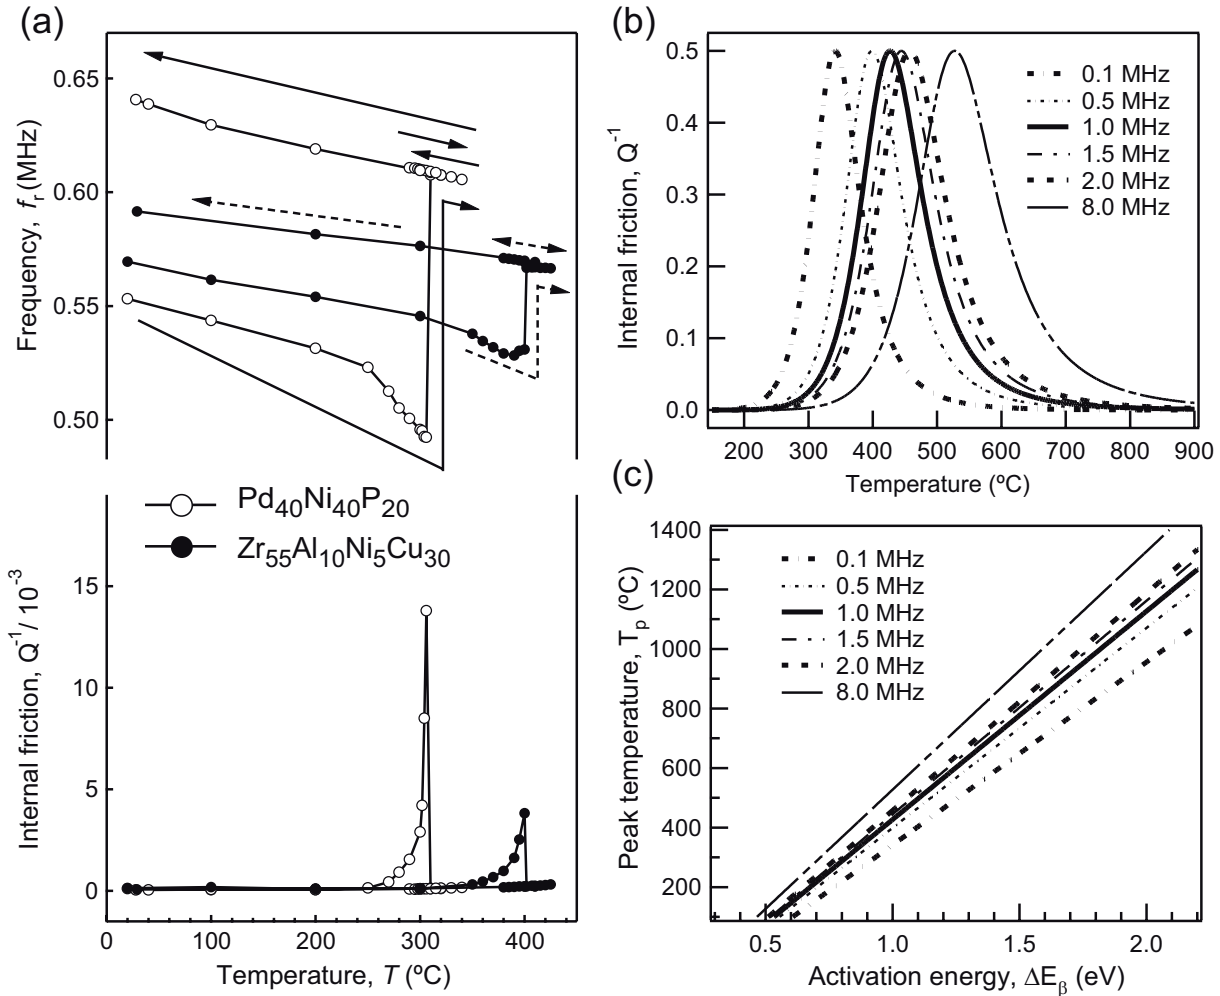 (a)
0.65
0.60
0.55
0.50
Frequency, fr (MHz)
Pd40Ni40P20
Zr55Al10Ni5Cu30
15
10
5
0
Internal friction, Q-1/ 10-3
0 100 200 300 400
Temperature, T (ºC)
(b)
0.5
0.4
0.3
0.2
0.1
0.0
Internal friction, Q-1
0.1 MHz
0.5 MHz
1.0 MHz
1.5 MHz
2.0 MHz
8.0 MHz
200 300 400 500 600 700 800 900
Temperature (ºC)
(c)
1400
1200
1000
800
600
400
200
Peak temperature, Tp (ºC)
0.1 MHz
0.5 MHz
1.0 MHz
1.5 MHz
2.0 MHz
8.0 MHz
0.5 1.0 1.5 2.0
Activation energy, ΔEβ (eV)